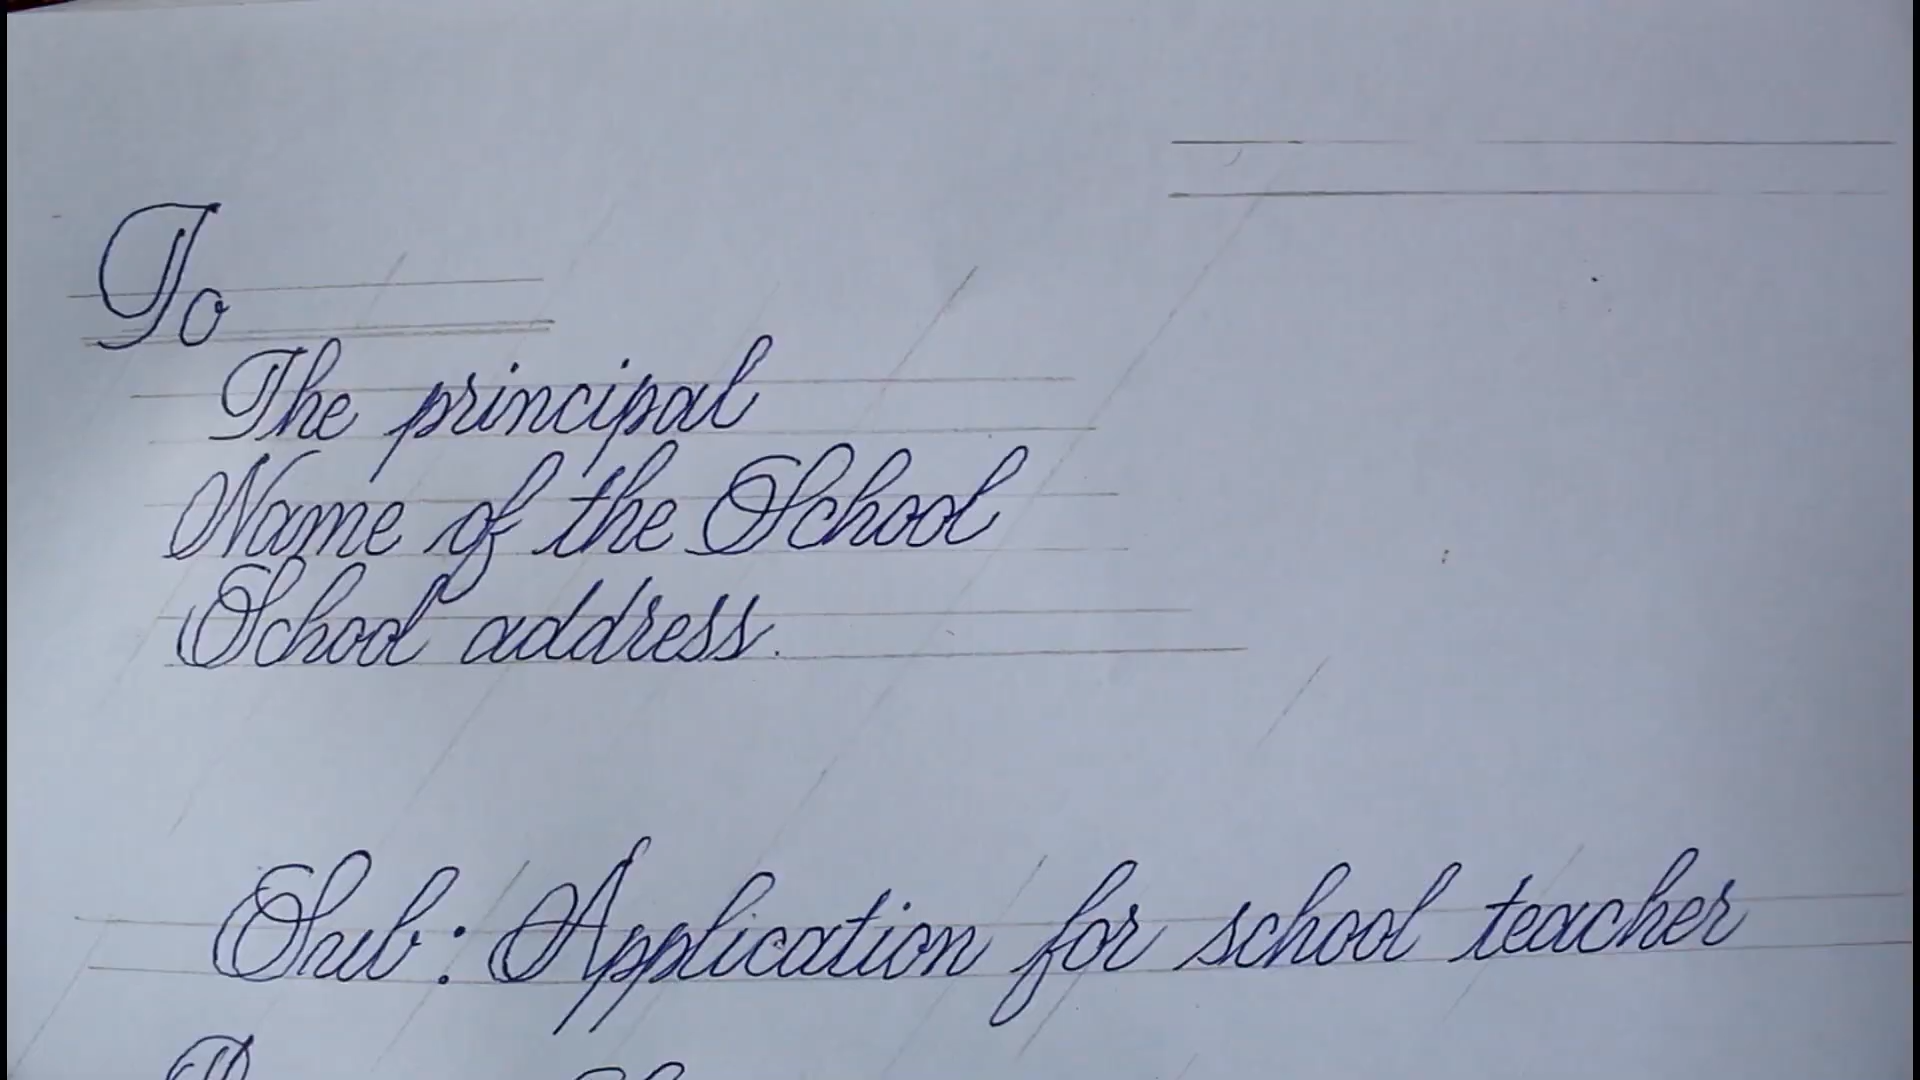 To
The principal
Name of the School
School address.
Sub: Application for school teacher